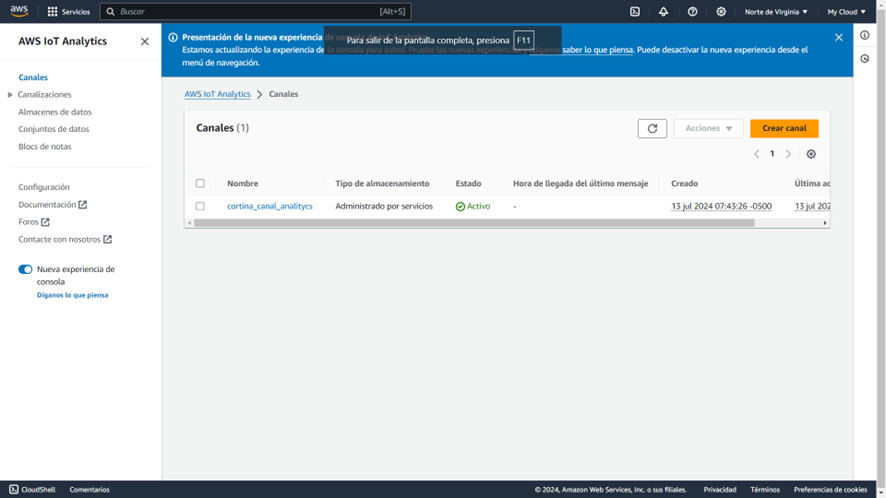 aws
Servicios
Buscar
[Alt+S]
Norte de Virginia
My Cloud
AWS IoT Analytics
Canales
Canalizaciones
Almacenes de datos
Conjuntos de datos
Blocs de notas
Configuración
Documentación
Foros
Contacte con nosotros
Nueva experiencia de
consola
Díganos lo que piensa
Presentación de la nueva experiencia
Estamos actualizando la experiencia de la consola para usted. Pruebe las nuevas experiencias y díganos saber lo que piensa. Puede desactivar la nueva experiencia desde el
menú de navegación.
Para salir de la pantalla completa, presiona F11
AWS IoT Analytics > Canales
Canales (1)
Acciones
Crear canal
1
Nombre Tipo de almacenamiento Estado Hora de llegada del último mensaje Creado Última ac
cortina_canal_analitycs Administrado por servicios Activo - 13 jul 2024 07:43:26 -0500 13 jul 202
CloudShell Comentarios © 2024, Amazon Web Services, Inc. o sus filiales. Privacidad Términos Preferencias de cookies